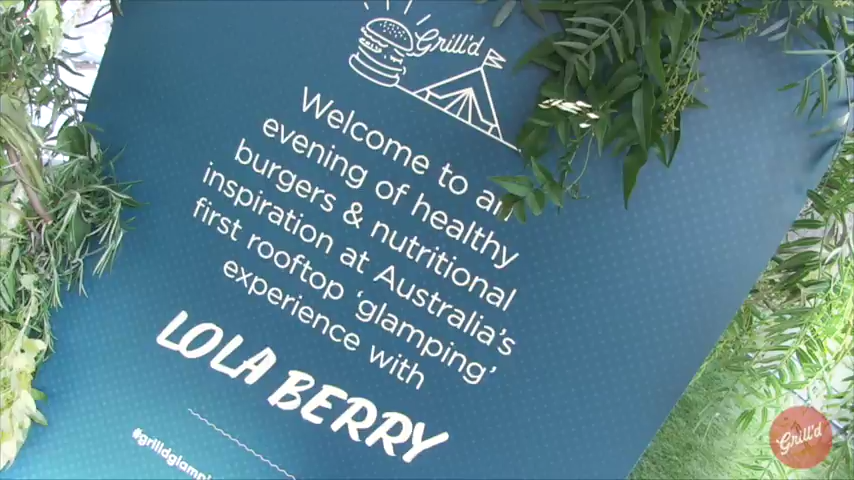 Grill'd
Welcome to an
evening of healthy
burgers & nutritional
inspiration at Australia's
first rooftop 'glamping'
experience with
LOLA BERRY
Grill'd